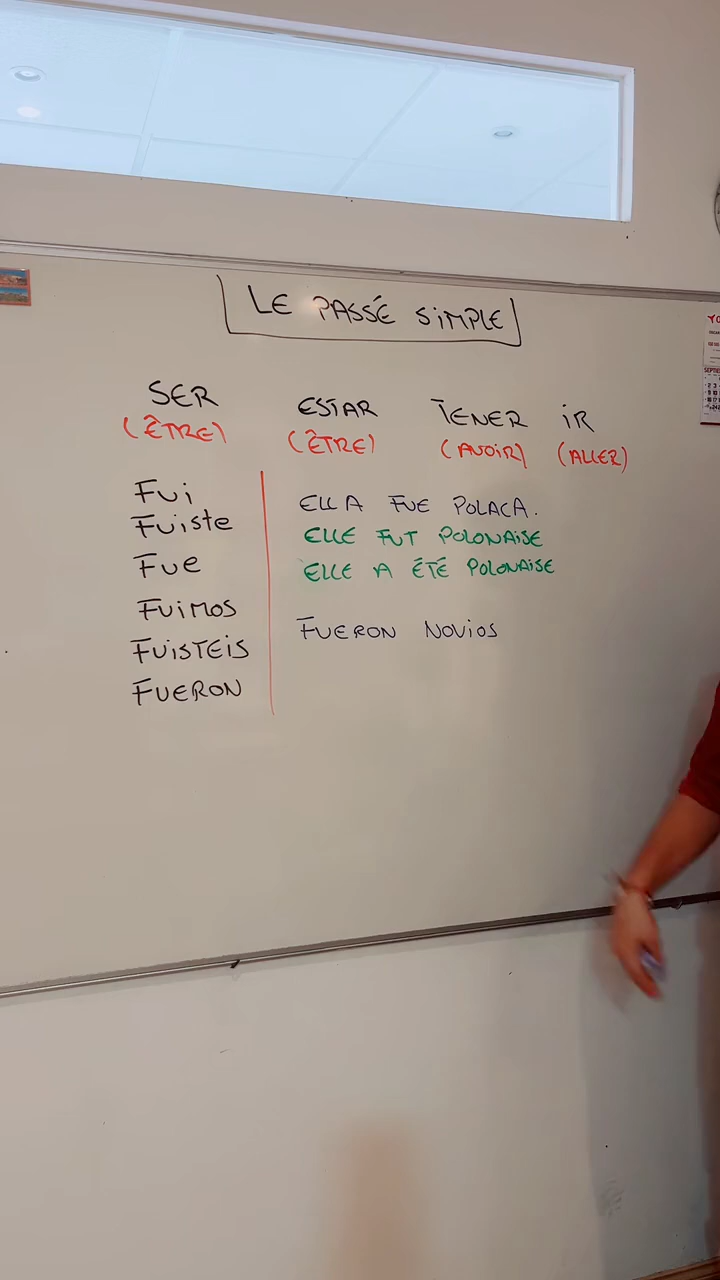 LE PASSÉ SIMPLE
SER ESTAR TENER IR
(ÊTRE) (ÊTRE) (AVOIR) (ALLER)
Fui
Fuiste
Fue
Fuimos
FUISTEIS
FUERON
ELLA FUE POLACA.
ELLE FUT POLONAISE
ELLE A ÉTÉ POLONAISE
FUERON NOVIOS